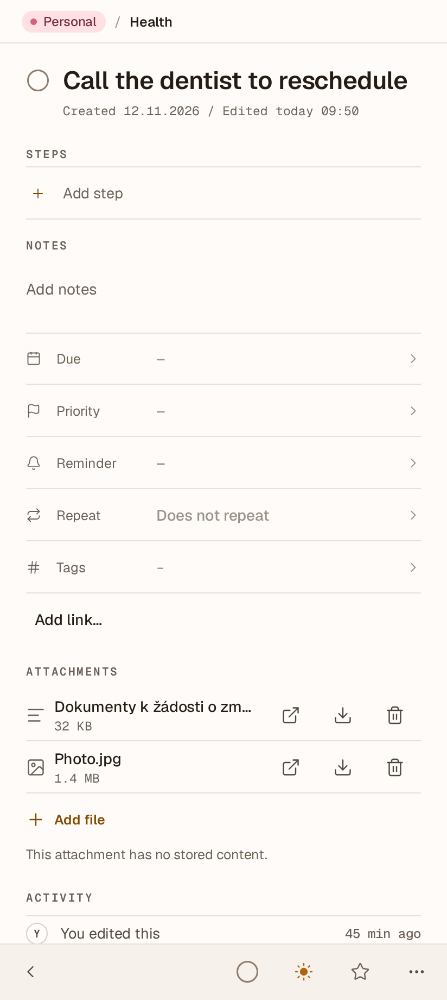 Personal / Health
Call the dentist to reschedule
Created 12.11.2026 / Edited today 09:50
STEPS
+ Add step
NOTES
Add notes
Due –
Priority –
Reminder –
Repeat Does not repeat
# Tags –
Add link…
ATTACHMENTS
Dokumenty k žádosti o zm…
32 KB
Photo.jpg
1.4 MB
+ Add file
This attachment has no stored content.
ACTIVITY
Y You edited this 45 min ago